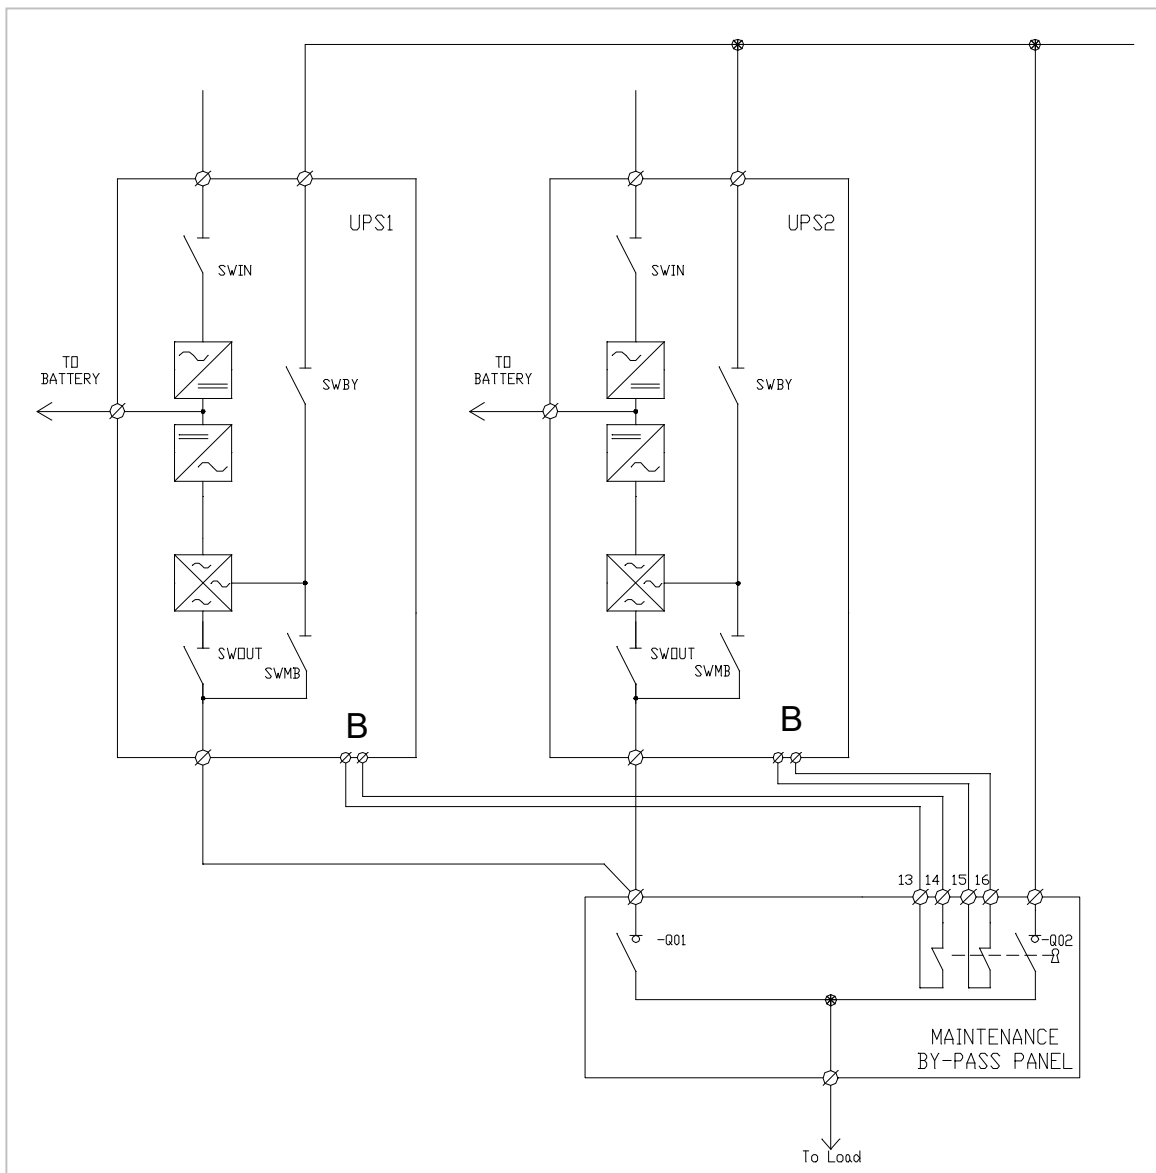 UPS1
UPS2
SWIN
SWIN
TO
BATTERY
TO
BATTERY
SWBY
SWBY
SWOUT
SWMB
SWOUT
SWMB
B
B
13
14
15
16
-Q01
-Q02
MAINTENANCE
BY-PASS PANEL
To Load